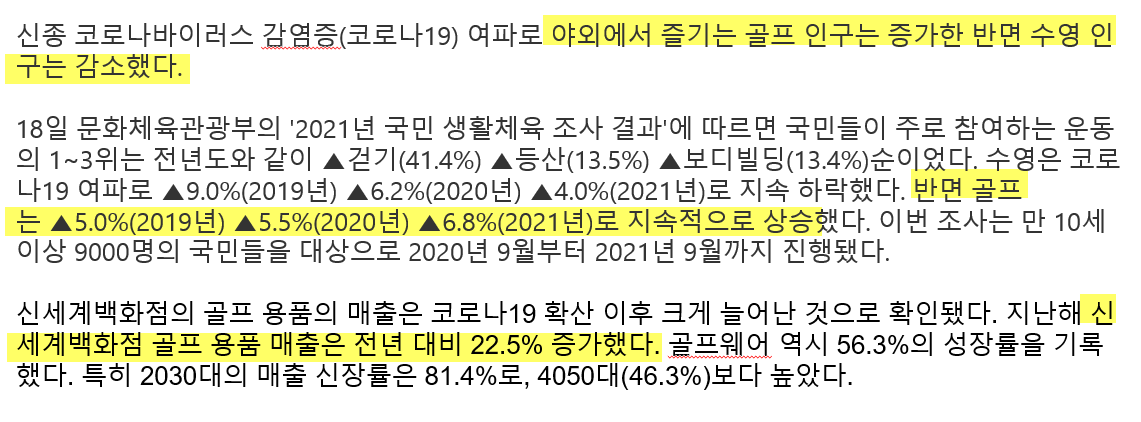 신종 코로나바이러스 감염증(코로나19) 여파로 야외에서 즐기는 골프 인구는 증가한 반면 수영 인
구는 감소했다.
18일 문화체육관광부의 '2021년 국민 생활체육 조사 결과'에 따르면 국민들이 주로 참여하는 운동
의 1~3위는 전년도와 같이 ▲걷기(41.4%) ▲등산(13.5%) ▲보디빌딩(13.4%)순이었다. 수영은 코로
나19 여파로 ▲9.0%(2019년) ▲6.2%(2020년) ▲4.0%(2021년)로 지속 하락했다. 반면 골프
는 ▲5.0%(2019년) ▲5.5%(2020년) ▲6.8%(2021년)로 지속적으로 상승했다. 이번 조사는 만 10세
이상 9000명의 국민들을 대상으로 2020년 9월부터 2021년 9월까지 진행됐다.
신세계백화점의 골프 용품의 매출은 코로나19 확산 이후 크게 늘어난 것으로 확인됐다. 지난해 신
세계백화점 골프 용품 매출은 전년 대비 22.5% 증가했다. 골프웨어 역시 56.3%의 성장률을 기록
했다. 특히 2030대의 매출 신장률은 81.4%로, 4050대(46.3%)보다 높았다.